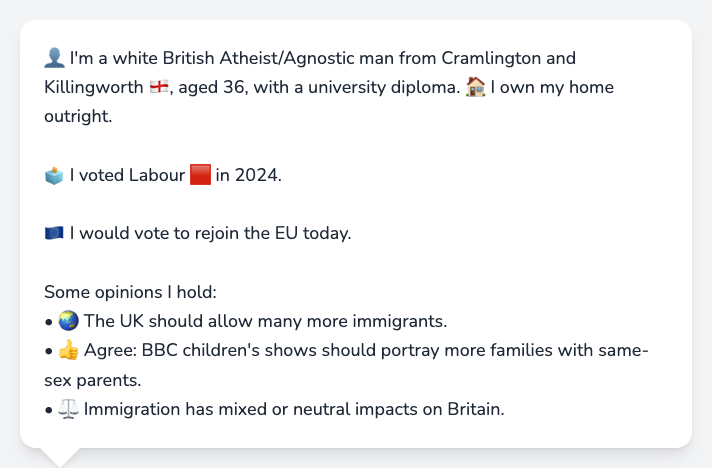 👤 I'm a white British Atheist/Agnostic man from Cramlington and
Killingworth 🏴󠁧󠁢󠁥󠁮󠁧󠁿, aged 36, with a university diploma. 🏠 I own my home
outright.
🗳️ I voted Labour 🟥 in 2024.
🇪🇺 I would vote to rejoin the EU today.
Some opinions I hold:
• 🌏 The UK should allow many more immigrants.
• 👍 Agree: BBC children's shows should portray more families with same-
sex parents.
• ⚖️ Immigration has mixed or neutral impacts on Britain.